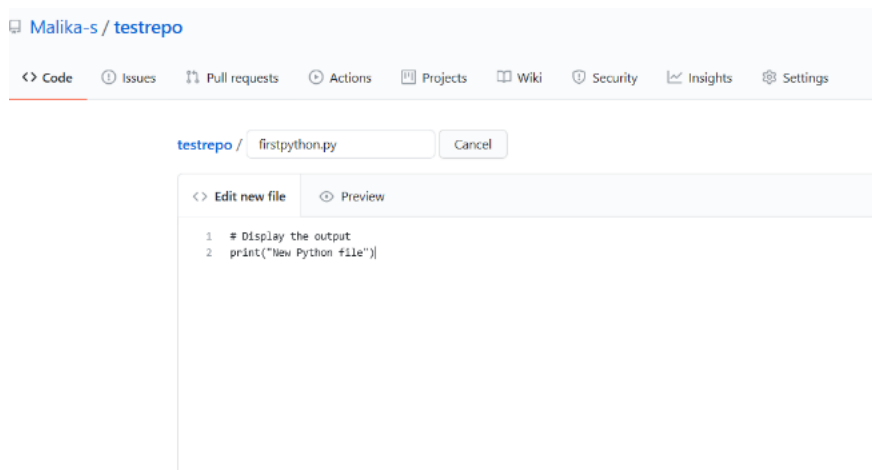 Malika-s / testrepo
<> Code Issues Pull requests Actions Projects Wiki Security Insights Settings
testrepo / firstpython.py Cancel
<> Edit new file Preview
1 # Display the output
2 print("New Python file")